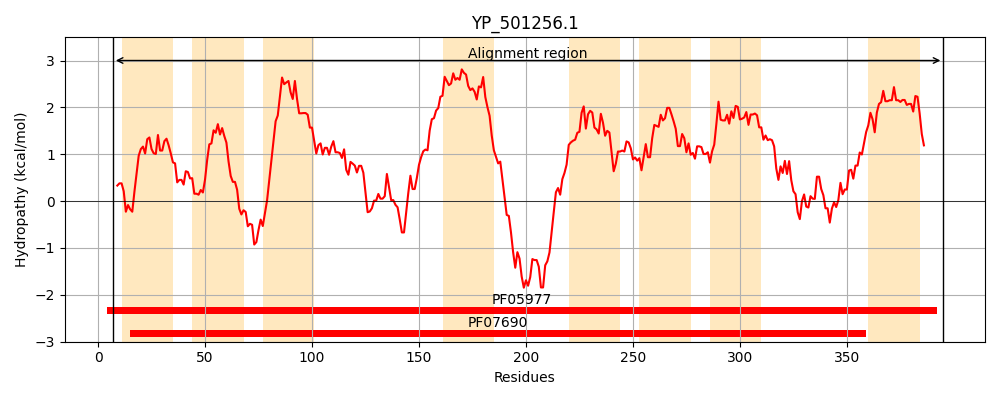 YP_501256.1
Alignment region
Hydropathy (kcal/mol)
3
2
1
0
−1
−2
−3
PF05977
PF07690
0 50 100 150 200 250 300 350
Residues